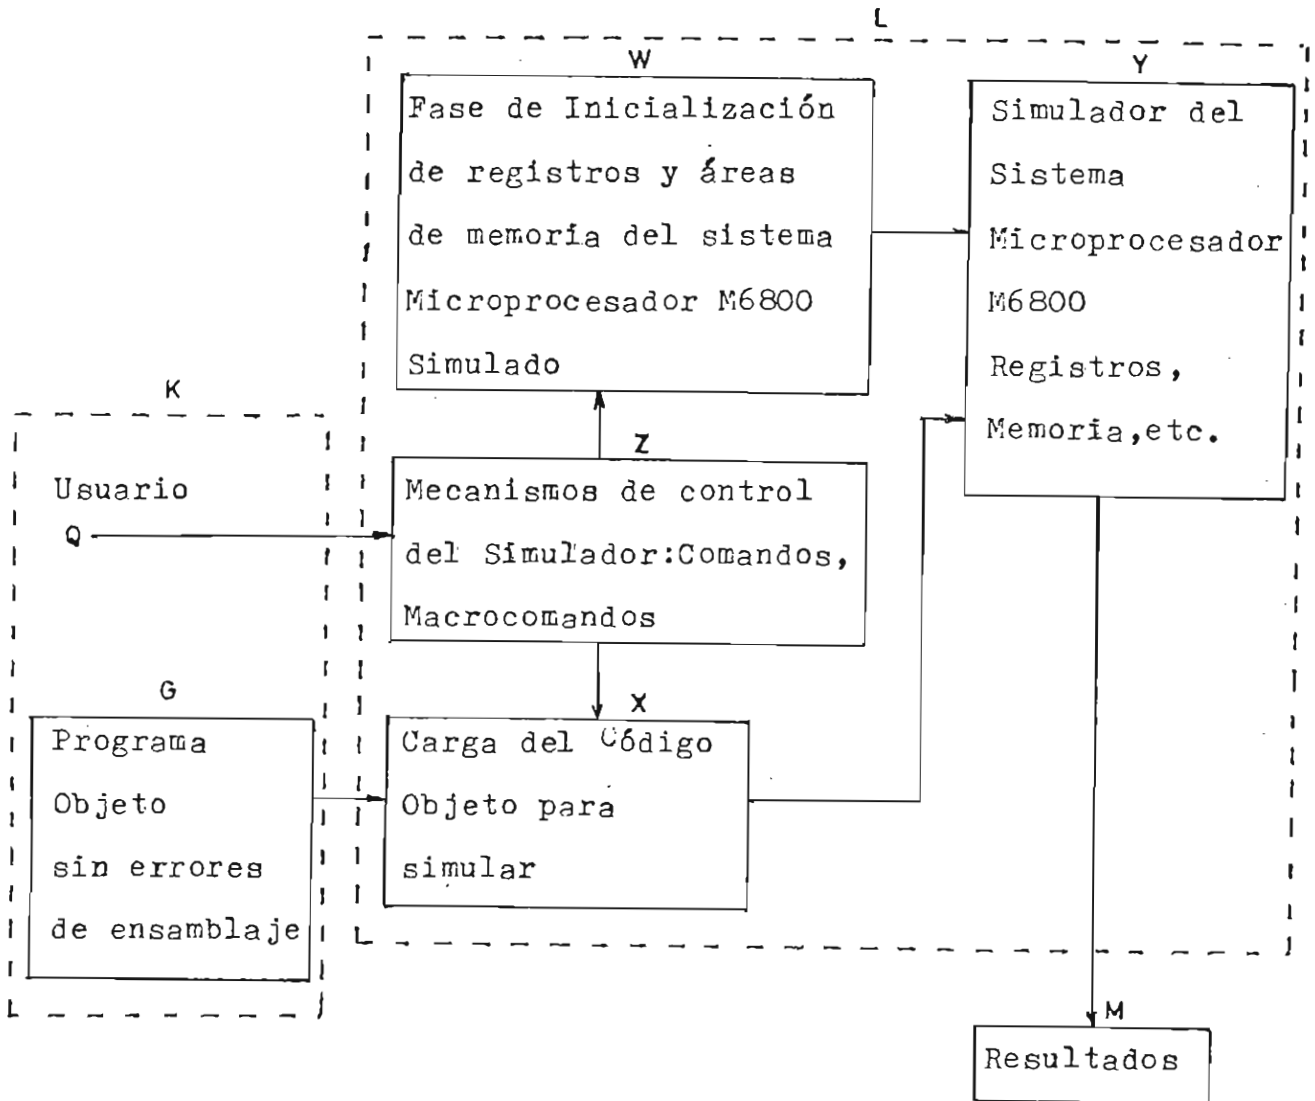 L
W
Fase de Inicialización
de registros y áreas
de memoria del sistema
Microprocesador M6800
Simulado
Y
Simulador del
Sistema
Microprocesador
M6800
Registros,
Memoria,etc.
K
Usuario
Q
Z
Mecanismos de control
del Simulador:Comandos,
Macrocomandos
G
Programa
Objeto
sin errores
de ensamblaje
X
Carga del Código
Objeto para
simular
M
Resultados